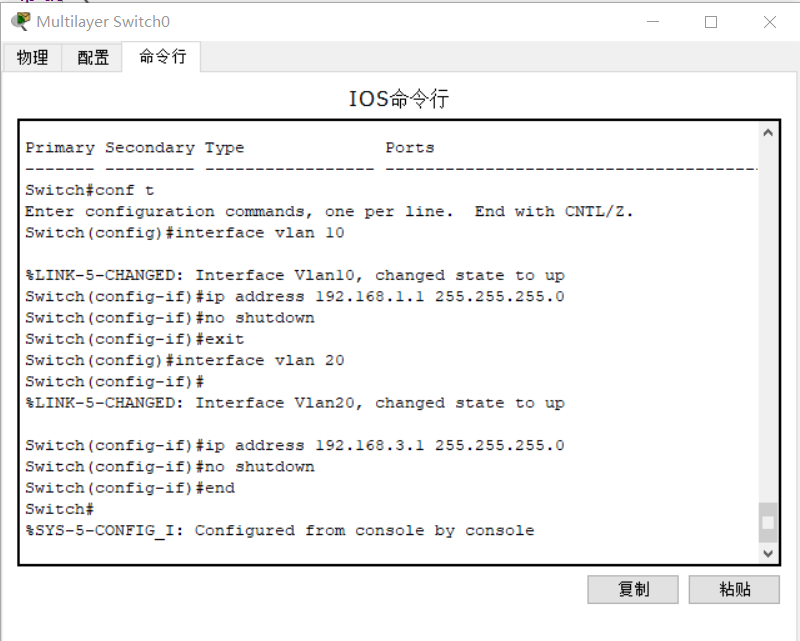 Multilayer Switch0
物理 配置 命令行
IOS命令行
Primary Secondary Type Ports
------- --------- ----------------- ------------------------------------------
Switch#conf t
Enter configuration commands, one per line.  End with CNTL/Z.
Switch(config)#interface vlan 10
%LINK-5-CHANGED: Interface Vlan10, changed state to up
Switch(config-if)#ip address 192.168.1.1 255.255.255.0
Switch(config-if)#no shutdown
Switch(config-if)#exit
Switch(config)#interface vlan 20
Switch(config-if)#
%LINK-5-CHANGED: Interface Vlan20, changed state to up
Switch(config-if)#ip address 192.168.3.1 255.255.255.0
Switch(config-if)#no shutdown
Switch(config-if)#end
Switch#
%SYS-5-CONFIG_I: Configured from console by console
复制 粘贴